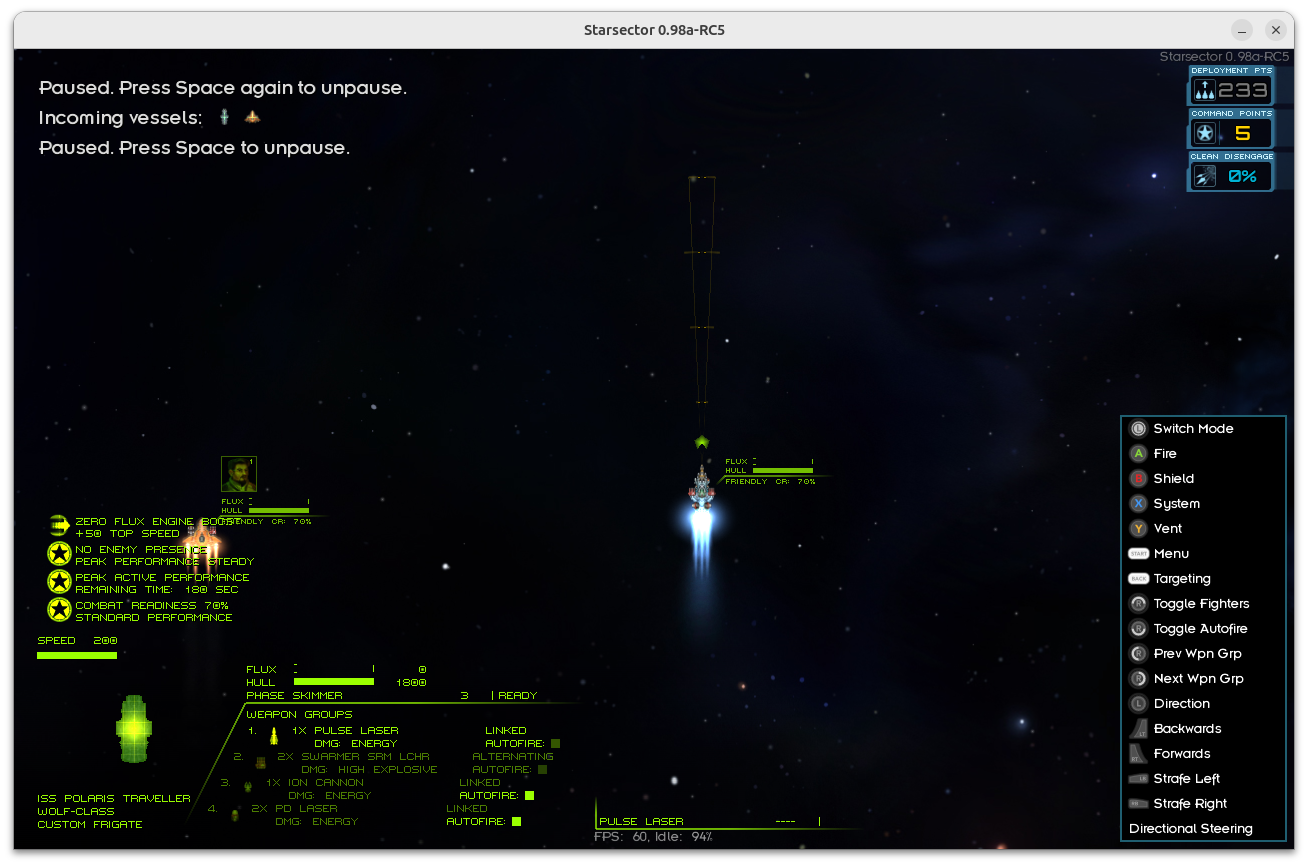 Starsector 0.98a-RC5
Starsector 0.98a-RC5
Paused. Press Space again to unpause.
Incoming vessels:
Paused. Press Space to unpause.
DEPLOYMENT PTS
233
COMMAND POINTS
5
CLEAN DISENGAGE
0%
FLUX
HULL
FRIENDLY CR: 70%
1
FLUX
HULL
FRIENDLY CR: 70%
ZERO FLUX ENGINE BOOST
+50 TOP SPEED
NO ENEMY PRESENCE
PEAK PERFORMANCE STEADY
PEAK ACTIVE PERFORMANCE
REMAINING TIME: 180 SEC
COMBAT READINESS 70%
STANDARD PERFORMANCE
SPEED 200
FLUX 0
HULL 1800
PHASE SKIMMER 3 | READY
WEAPON GROUPS
1. 1X PULSE LASER LINKED
DMG: ENERGY AUTOFIRE:
2. 2X SWARMER SRM LCHR ALTERNATING
DMG: HIGH EXPLOSIVE AUTOFIRE:
3. 1X ION CANNON LINKED
DMG: ENERGY AUTOFIRE:
4. 2X PD LASER LINKED
DMG: ENERGY AUTOFIRE:
ISS POLARIS TRAVELLER
WOLF-CLASS
CUSTOM FRIGATE
PULSE LASER ---- |
FPS: 60, Idle: 94%
L Switch Mode
A Fire
B Shield
X System
Y Vent
START Menu
BACK Targeting
R Toggle Fighters
R Toggle Autofire
R Prev Wpn Grp
R Next Wpn Grp
L Direction
LT Backwards
RT Forwards
LB Strafe Left
RB Strafe Right
Directional Steering